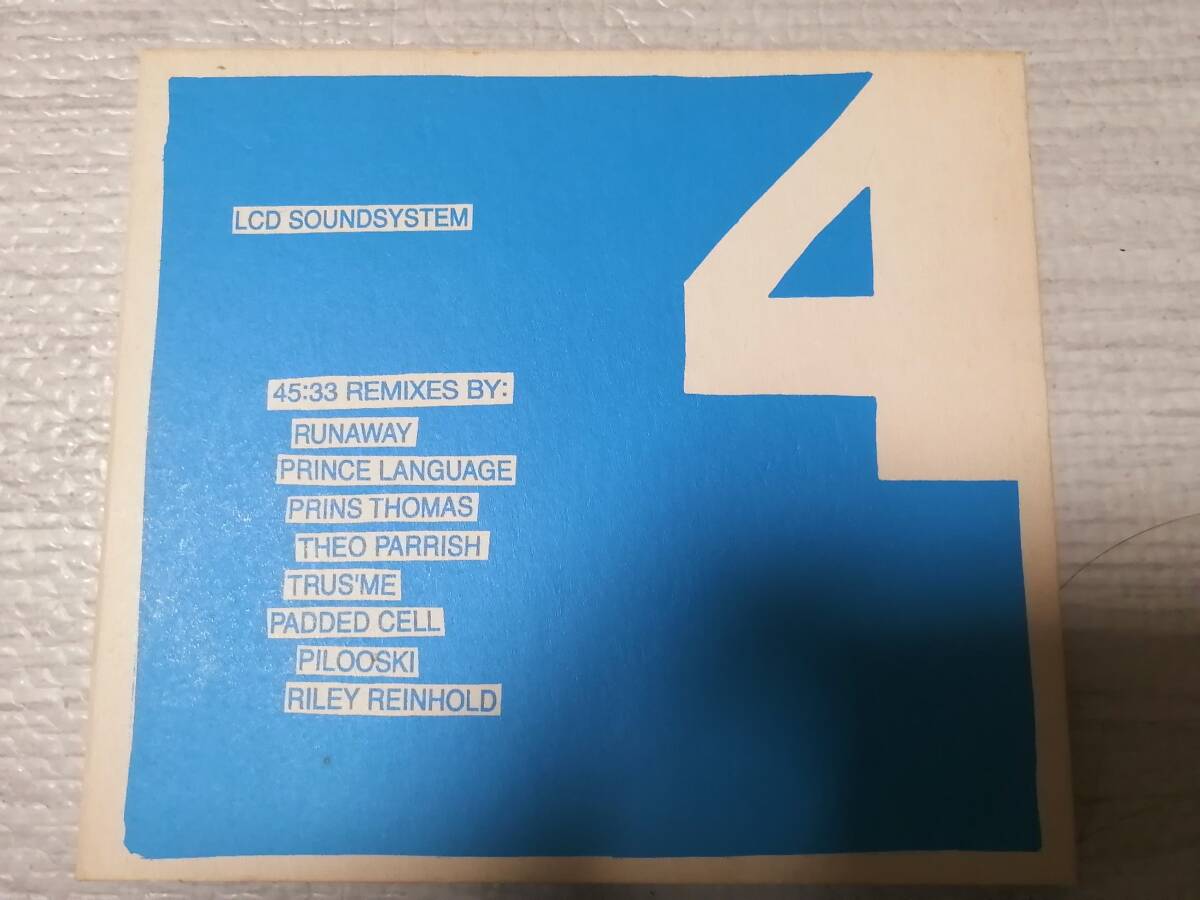 4
LCD SOUNDSYSTEM
45:33 REMIXES BY:
RUNAWAY
PRINCE LANGUAGE
PRINS THOMAS
THEO PARRISH
TRUS'ME
PADDED CELL
PILOOSKI
RILEY REINHOLD